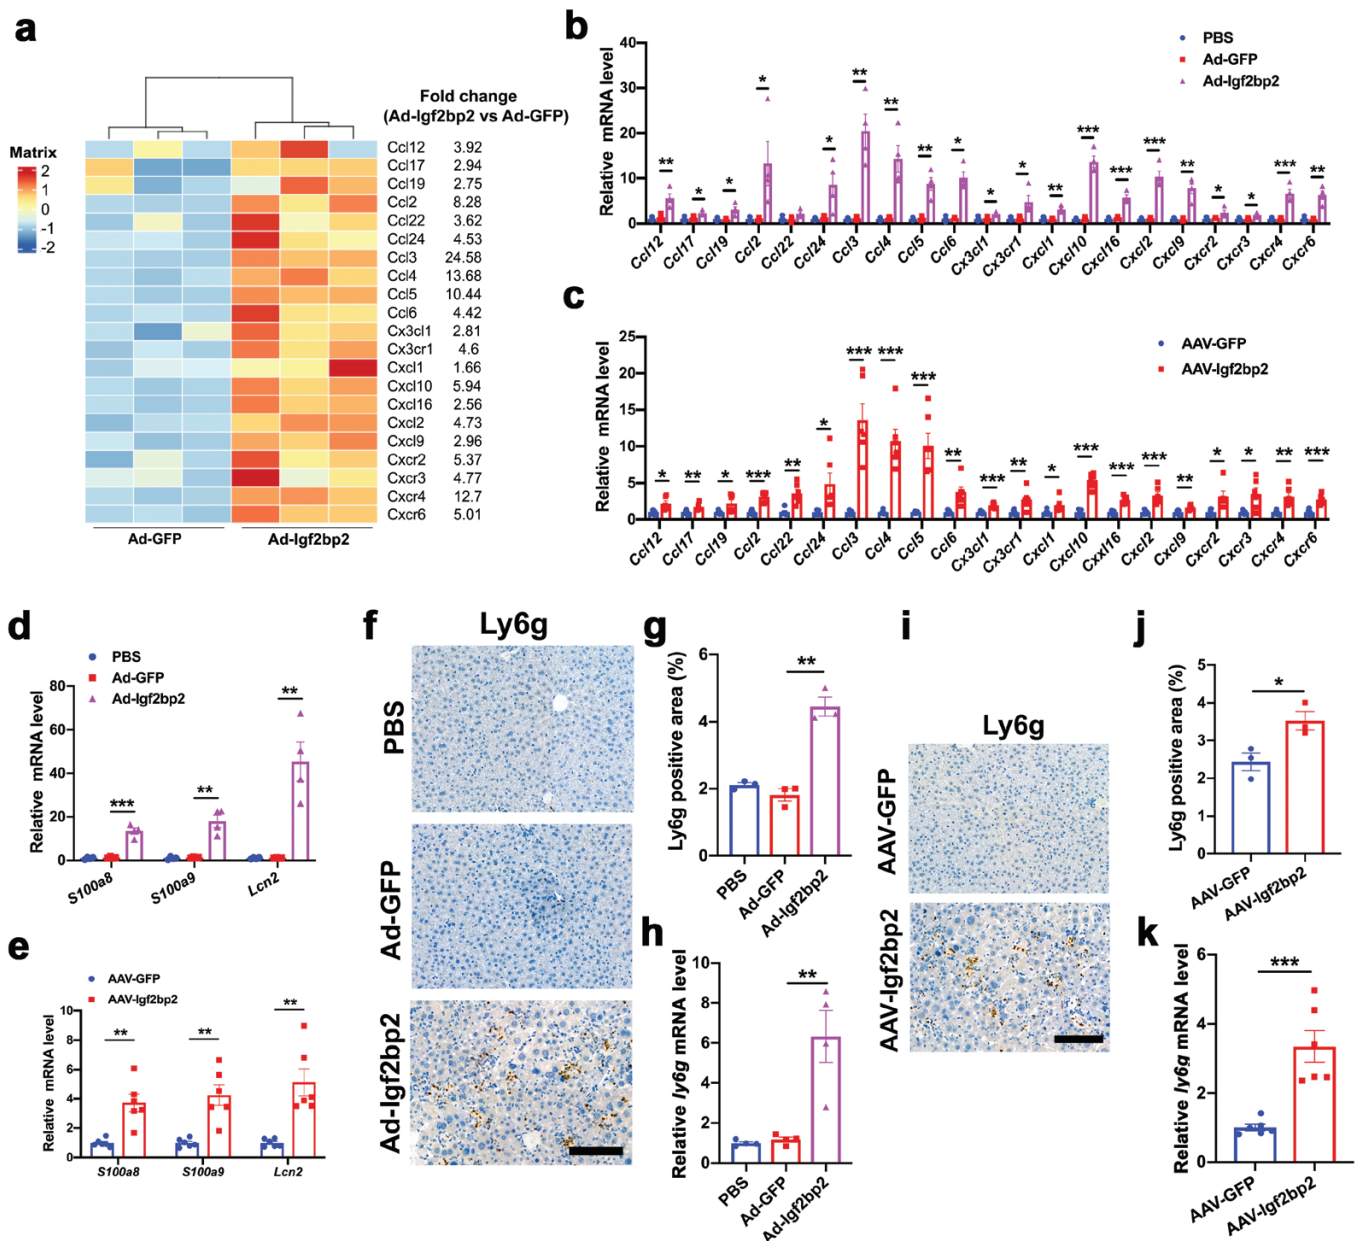 a
Fold change
(Ad-Igf2bp2 vs Ad-GFP)
Matrix
2
1
0
-1
-2
Ccl12 3.92
Ccl17 2.94
Ccl19 2.75
Ccl2 8.28
Ccl22 3.62
Ccl24 4.53
Ccl3 24.58
Ccl4 13.68
Ccl5 10.44
Ccl6 4.42
Cx3cl1 2.81
Cx3cr1 4.6
Cxcl1 1.66
Cxcl10 5.94
Cxcl16 2.56
Cxcl2 4.73
Cxcl9 2.96
Cxcr2 5.37
Cxcr3 4.77
Cxcr4 12.7
Cxcr6 5.01
Ad-GFP Ad-Igf2bp2
b
PBS
Ad-GFP
Ad-Igf2bp2
Relative mRNA level
40
30
20
10
0
** * * * * ** ** ** * * * ** *** *** *** ** * * *** **
Ccl12 Ccl17 Ccl19 Ccl2 Ccl22 Ccl24 Ccl3 Ccl4 Ccl5 Ccl6 Cx3cl1 Cx3cr1 Cxcl1 Cxcl10 Cxcl16 Cxcl2 Cxcl9 Cxcr2 Cxcr3 Cxcr4 Cxcr6
c
AAV-GFP
AAV-Igf2bp2
Relative mRNA level
25
20
15
10
5
0
* ** * *** ** * *** *** *** ** *** ** * *** *** *** ** * * ** ***
Ccl12 Ccl17 Ccl19 Ccl2 Ccl22 Ccl24 Ccl3 Ccl4 Ccl5 Ccl6 Cx3cl1 Cx3cr1 Cxcl1 Cxcl10 Cxxl16 Cxcl2 Cxcl9 Cxcr2 Cxcr3 Cxcr4 Cxcr6
d
PBS
Ad-GFP
Ad-Igf2bp2
Relative mRNA level
80
60
40
20
0
*** ** **
S100a8 S100a9 Lcn2
e
AAV-GFP
AAV-Igf2bp2
Relative mRNA level
10
8
6
4
2
0
** ** **
S100a8 S100a9 Lcn2
f
Ly6g
PBS
Ad-GFP
Ad-Igf2bp2
g
Ly6g positive area (%)
6
4
2
0
**
PBS Ad-GFP Ad-Igf2bp2
h
Relative ly6g mRNA level
10
8
6
4
2
0
**
PBS Ad-GFP Ad-Igf2bp2
i
Ly6g
AAV-GFP
AAV-Igf2bp2
j
Ly6g positive area (%)
5
4
3
2
1
0
*
AAV-GFP AAV-Igf2bp2
k
Relative ly6g mRNA level
6
4
2
0
***
AAV-GFP AAV-Igf2bp2